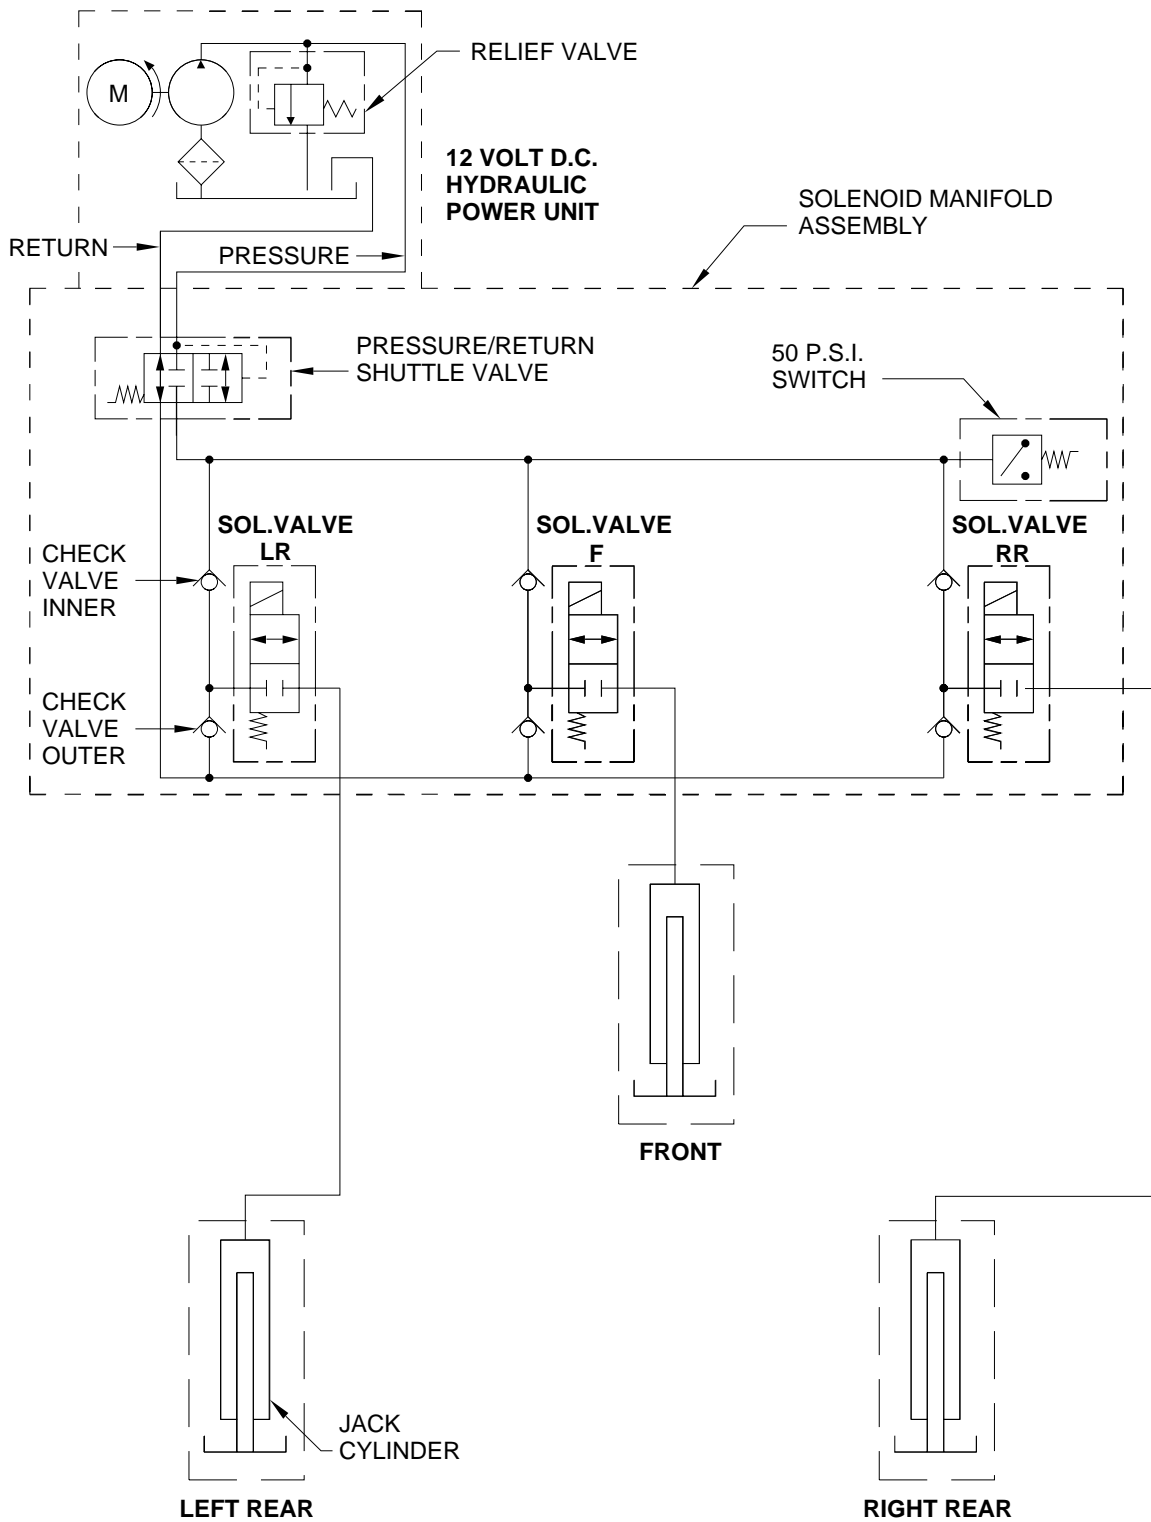 RELIEF VALVE
M
12 VOLT D.C.
HYDRAULIC
POWER UNIT
SOLENOID MANIFOLD
ASSEMBLY
RETURN
PRESSURE
PRESSURE/RETURN
SHUTTLE VALVE
50 P.S.I.
SWITCH
SOL.VALVE
LR
SOL.VALVE
F
SOL.VALVE
RR
CHECK
VALVE
INNER
CHECK
VALVE
OUTER
FRONT
JACK
CYLINDER
LEFT REAR
RIGHT REAR